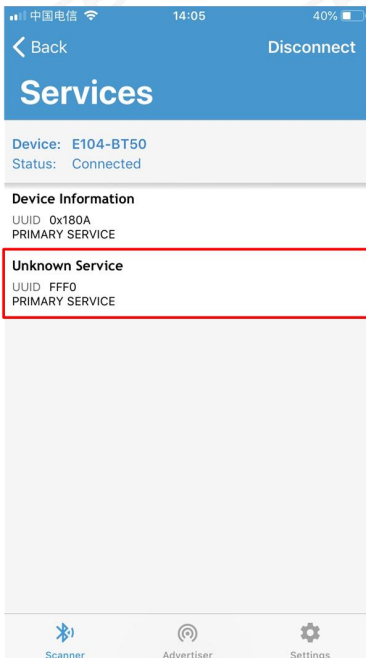 中国电信 14:05 40%
Back Disconnect
Services
Device: E104-BT50
Status: Connected
Device Information
UUID 0x180A
PRIMARY SERVICE
Unknown Service
UUID FFF0
PRIMARY SERVICE
Scanner Advertiser Settings